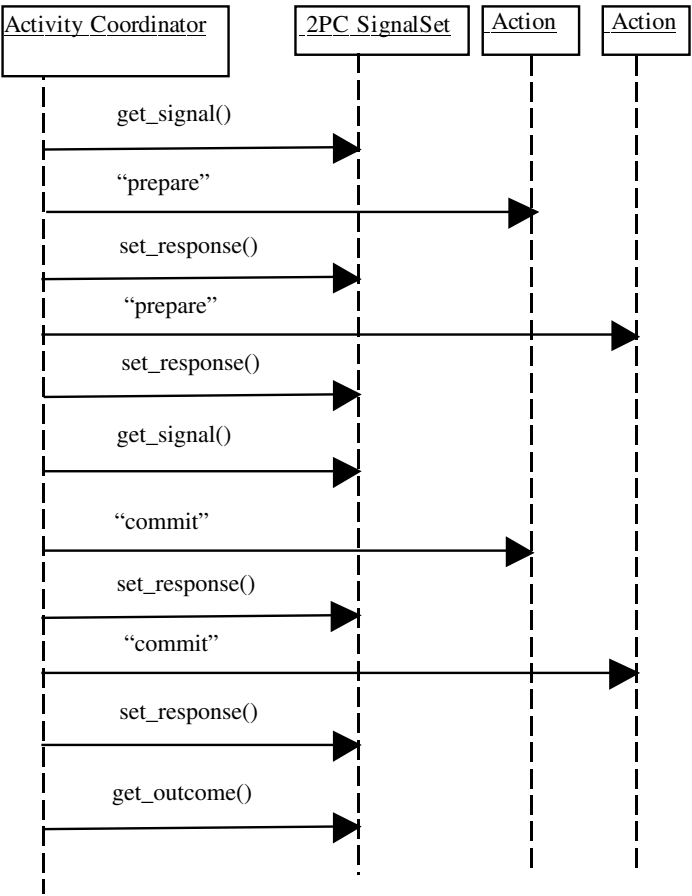 Activity Coordinator
2PC SignalSet
Action
Action
get_signal()
“prepare”
set_response()
“prepare”
set_response()
get_signal()
“commit”
set_response()
“commit”
set_response()
get_outcome()